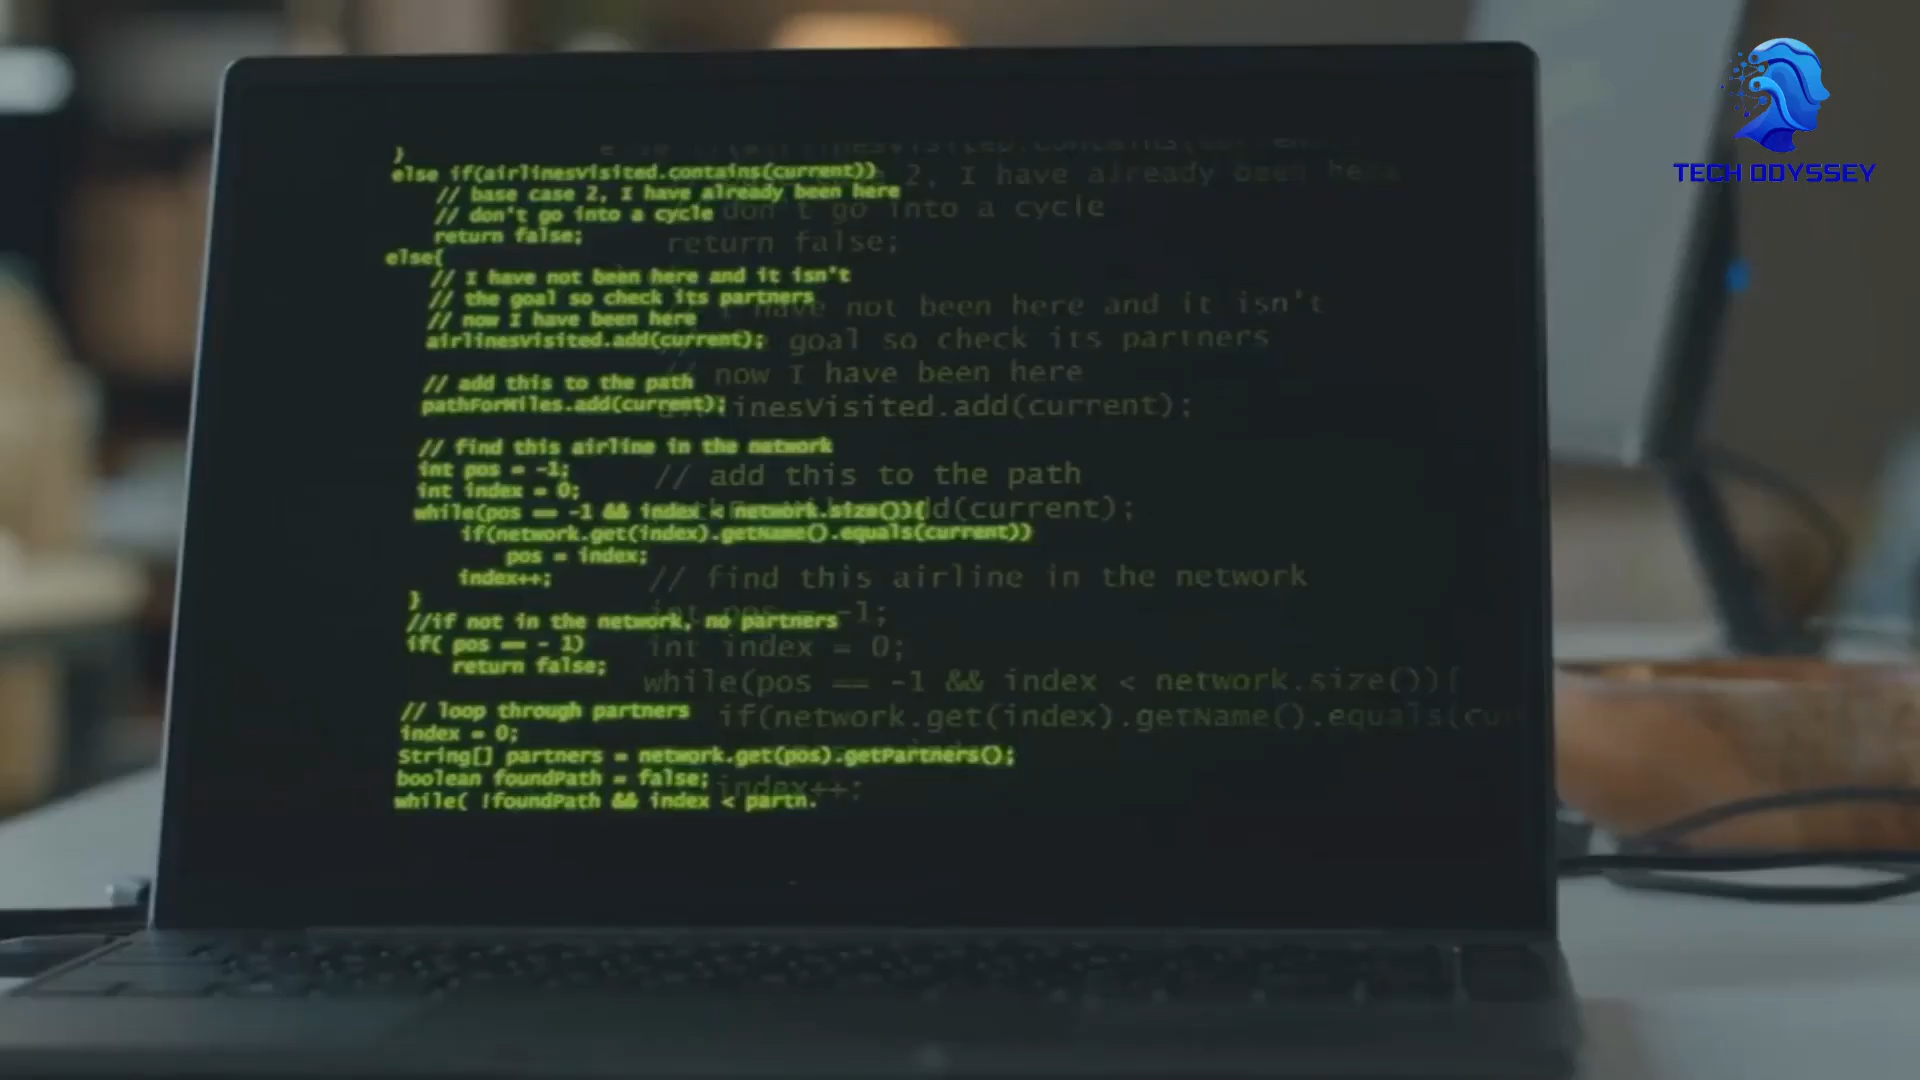 }
else if(airlinesVisited.contains(current))
// base case 2, I have already been here
// don't go into a cycle
return false;
else{
// I have not been here and it isn't
// the goal so check its partners
// now I have been here
airlinesVisited.add(current);
// add this to the path
pathForMiles.add(current);
// find this airline in the network
int pos = -1;
int index = 0;
while(pos == -1 && index < network.size()){
if(network.get(index).getName().equals(current))
pos = index;
index++;
}
//if not in the network, no partners
if( pos == - 1)
return false;
// loop through partners
index = 0;
String[] partners = network.get(pos).getPartners();
boolean foundPath = false;
while( !foundPath && index < partn.
2, I have already been here
don't go into a cycle
return false;
have not been here and it isn't
goal so check its partners
// now I have been here
inesVisited.add(current);
// add this to the path
d(current);
// find this airline in the network
int pos = -1;
int index = 0;
while(pos == -1 && index < network.size()){
if(network.get(index).getName().equals(cur
index++;
TECH ODYSSEY